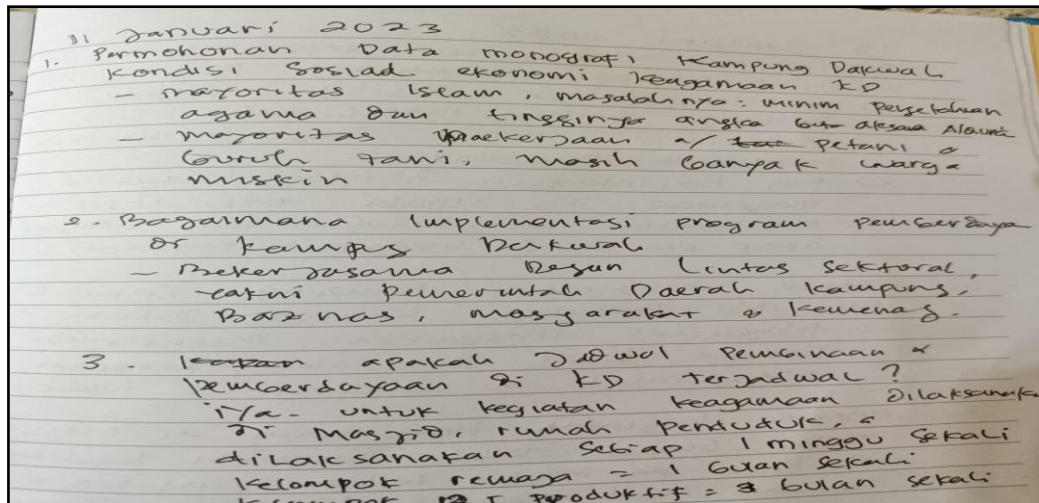 31 Januari 2023
1. Permohonan Data monografi Kampung Dakwah
Kondisi Sosial ekonomi keagamaan KD
- mayoritas Islam, masalahnya: minim pengetahuan
agama dan tingginya angka buta aksara Alquran
- mayoritas pekerjaan petani &
buruh tani, masih banyak warga
miskin
2. Bagaimana Implementasi program pemberdaya
di kampung Dakwah
- Bekerjasama dengan lintas sektoral,
yakni pemerintah Daerah kampung,
Baznas, masyarakat & kemenag.
3. apakah jadwal pembinaan &
pemberdayaan di KD terjadwal?
iya - untuk kegiatan keagamaan dilaksanakan
di masjid, rumah penduduk, &
dilaksanakan setiap 1 minggu sekali
kelompok remaja = 1 bulan sekali
produktif = 3 bulan sekali